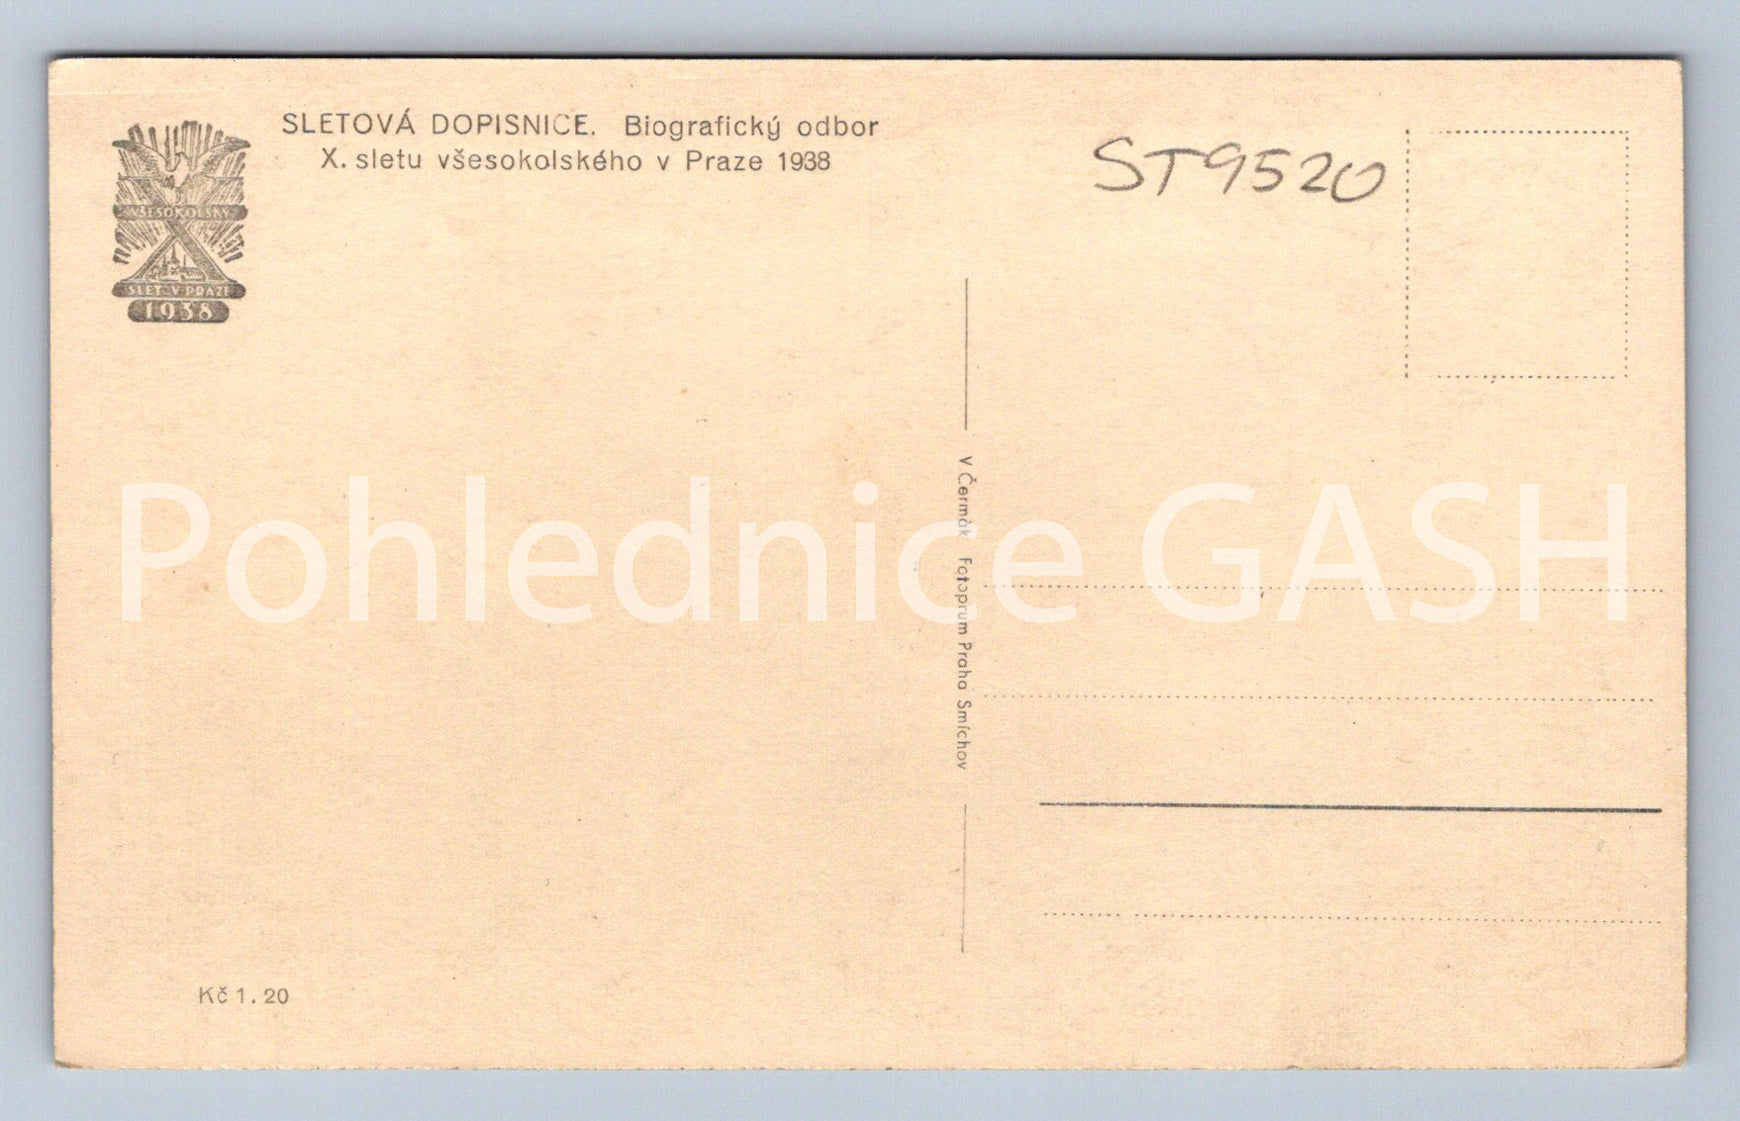 SLETOVÁ DOPISNICE. Biografický odbor
X. sletu všesokolského v Praze 1938
VŠESOKOLSKÝ
SLET V PRAZE
1938
ST9520
V Čermák Fotoprum Praha Smíchov
Pohlednice GASH
Kč 1.20